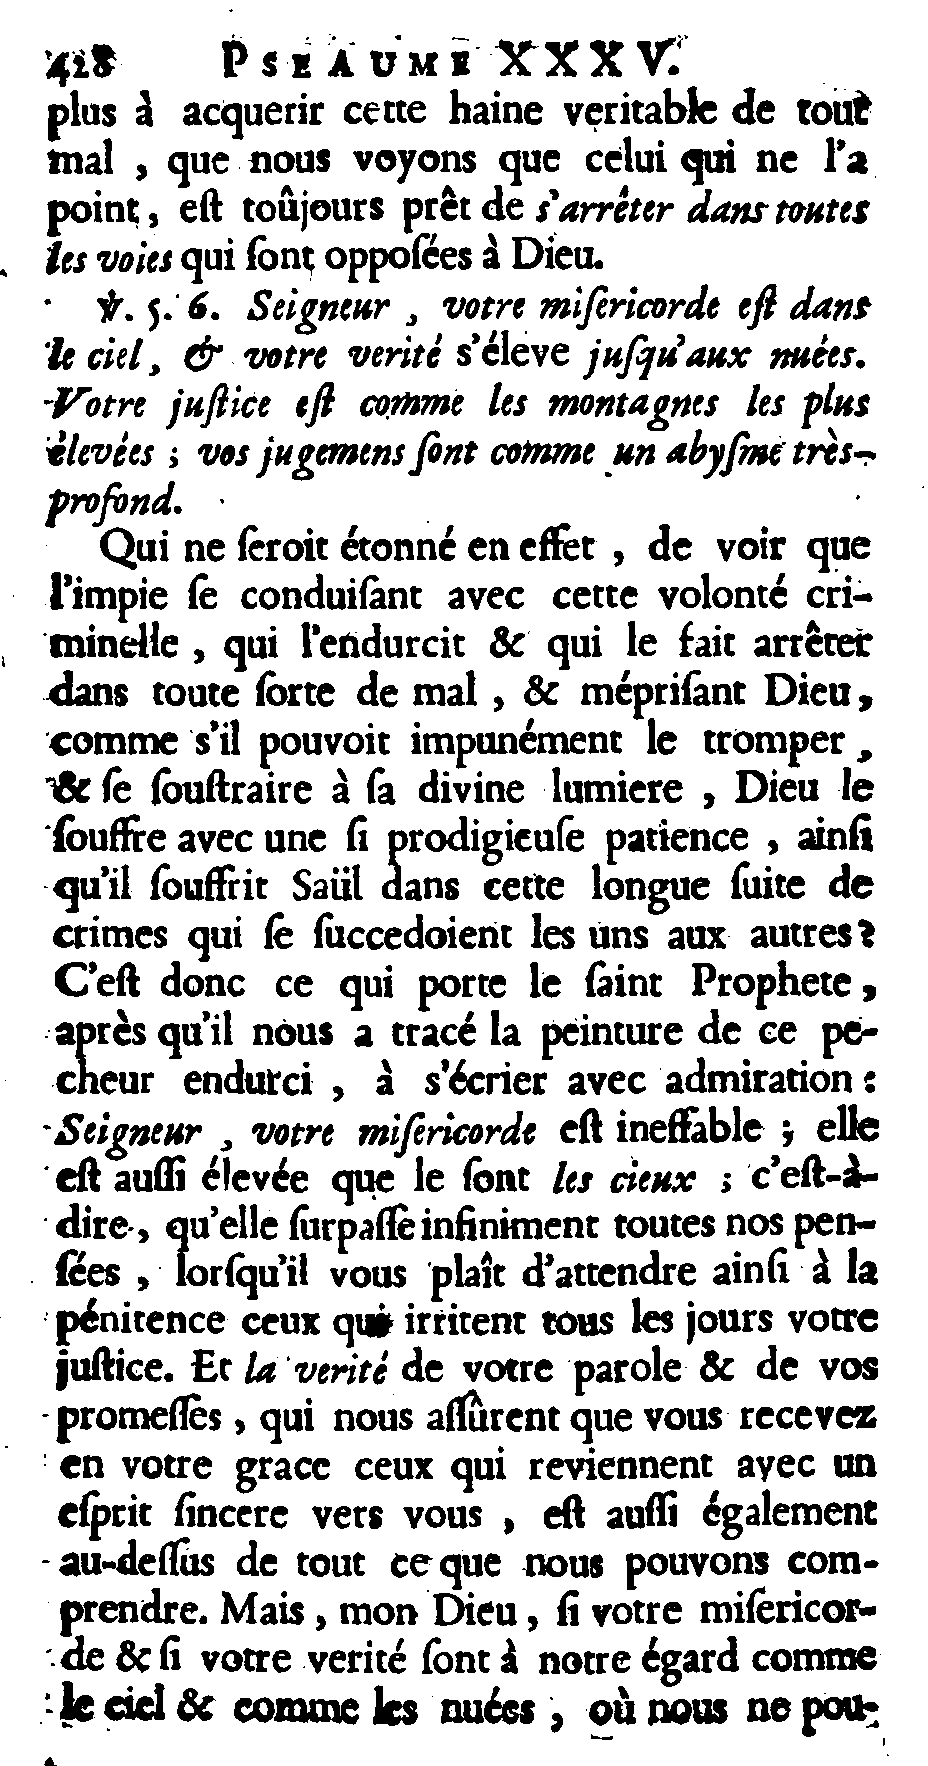 428 PSEAUME XXXV.
plus à acquerir cette haine veritable de tout
mal, que nous voyons que celui qui ne l'a
point, eſt toûjours prêt de s'arrêter dans toutes
les voies qui ſont oppoſées à Dieu.
℣. 5. 6. Seigneur, votre miſericorde eſt dans
le ciel, & votre verité s'éleve juſqu'aux nuées.
Votre juſtice eſt comme les montagnes les plus
élevées; vos jugemens ſont comme un abyſme très-
profond.
Qui ne ſeroit étonné en effet, de voir que
l'impie ſe conduiſant avec cette volonté cri-
minelle, qui l'endurcit & qui le fait arrêter
dans toute ſorte de mal, & mépriſant Dieu,
comme s'il pouvoit impunément le tromper,
& ſe ſouſtraire à ſa divine lumiere, Dieu le
ſouffre avec une ſi prodigieuſe patience, ainſi
qu'il ſouffrit Saül dans cette longue ſuite de
crimes qui ſe ſuccedoient les uns aux autres?
C'eſt donc ce qui porte le ſaint Prophete,
après qu'il nous a tracé la peinture de ce pe-
cheur endurci, à s'écrier avec admiration:
Seigneur, votre miſericorde eſt ineffable; elle
eſt auſſi élevée que le ſont les cieux; c'eſt-à-
dire, qu'elle ſurpaſſe infiniment toutes nos pen-
ſées, lorſqu'il vous plaît d'attendre ainſi à la
pénitence ceux qui irritent tous les jours votre
juſtice. Et la verité de votre parole & de vos
promeſſes, qui nous aſſûrent que vous recevez
en votre grace ceux qui reviennent avec un
eſprit ſincere vers vous, eſt auſſi également
au-deſſus de tout ce que nous pouvons com-
prendre. Mais, mon Dieu, ſi votre miſericor-
de & ſi votre verité ſont à notre égard comme
le ciel & comme les nuées, où nous ne pou-